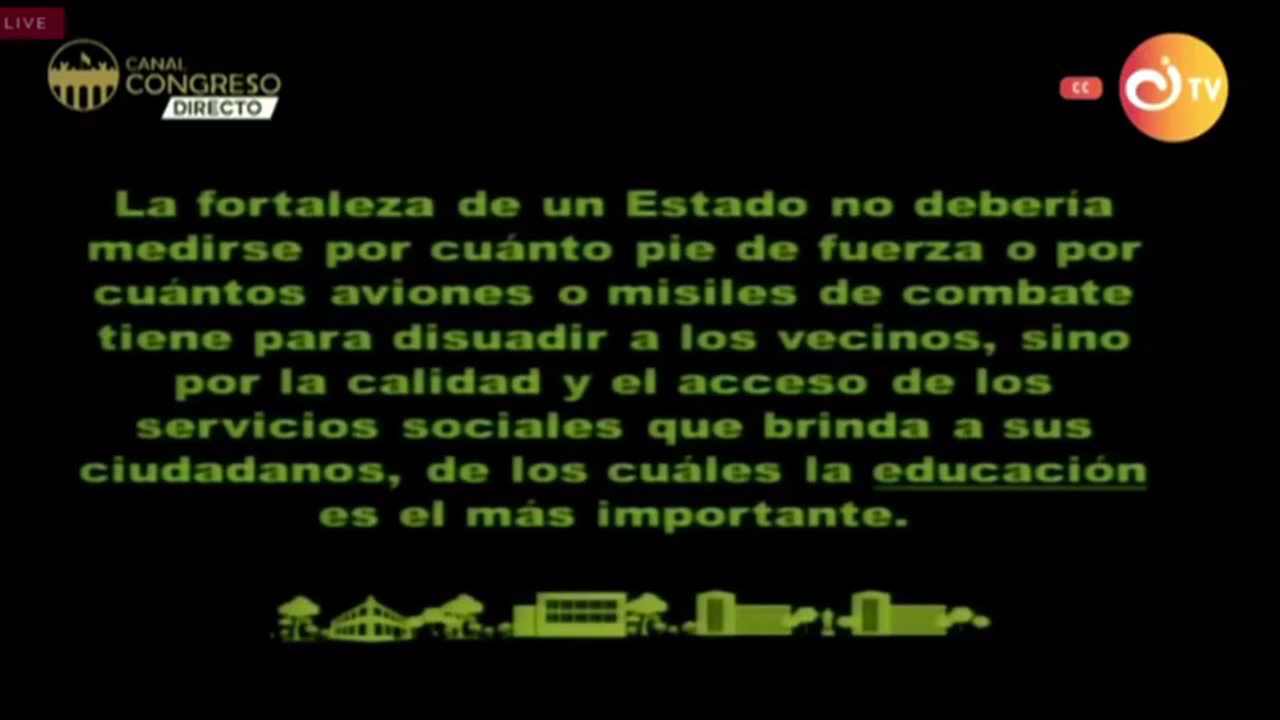 LIVE
CANAL
CONGRESO
DIRECTO
CC
TV
La fortaleza de un Estado no debería
medirse por cuánto pie de fuerza o por
cuántos aviones o misiles de combate
tiene para disuadir a los vecinos, sino
por la calidad y el acceso de los
servicios sociales que brinda a sus
ciudadanos, de los cuáles la educación
es el más importante.